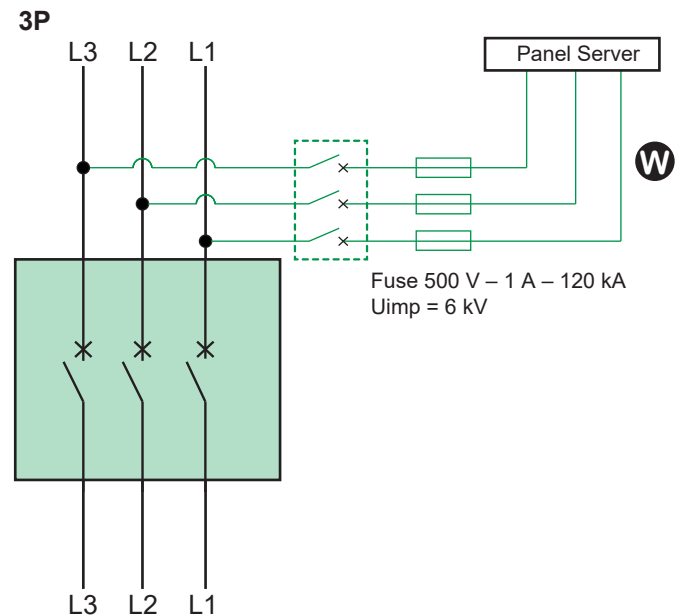 3P
L3 L2 L1
Panel Server
W
Fuse 500 V – 1 A – 120 kA
Uimp = 6 kV
L3 L2 L1